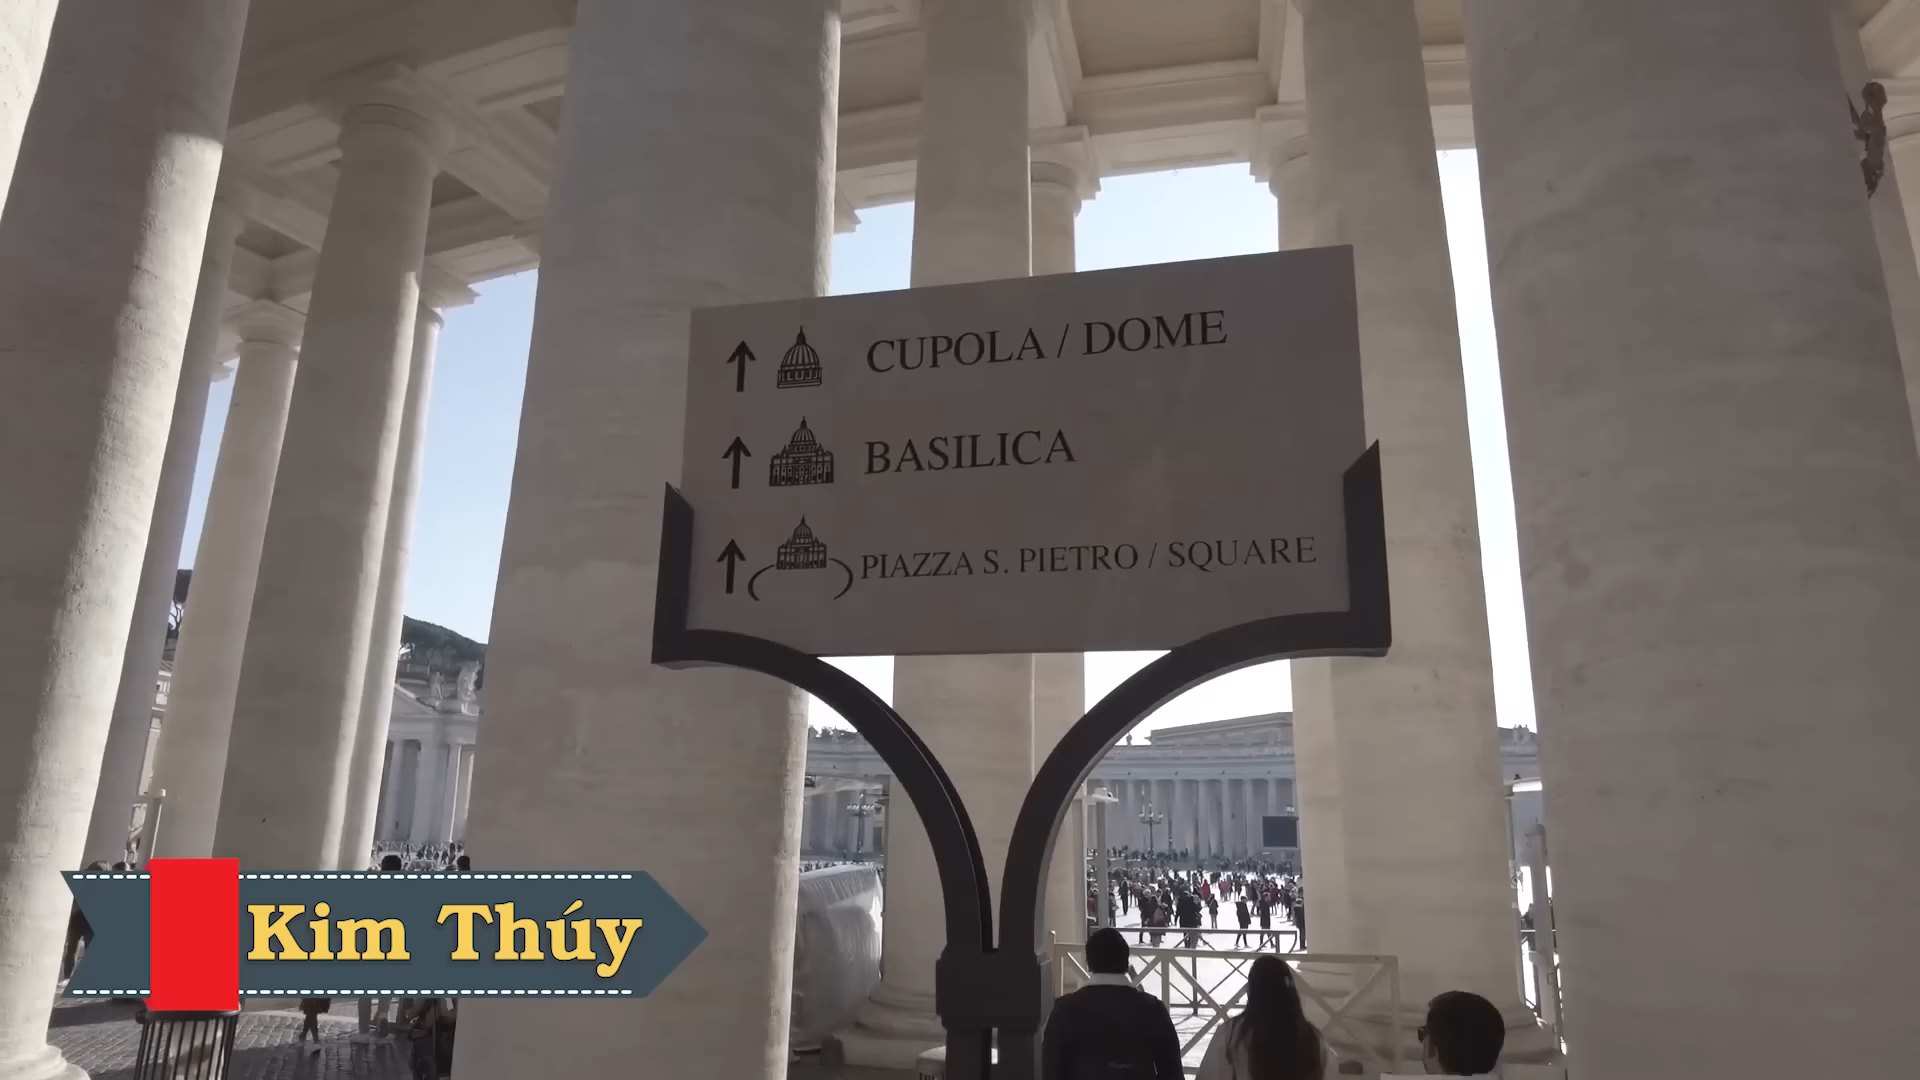 CUPOLA / DOME
BASILICA
PIAZZA S. PIETRO / SQUARE
Kim Thúy